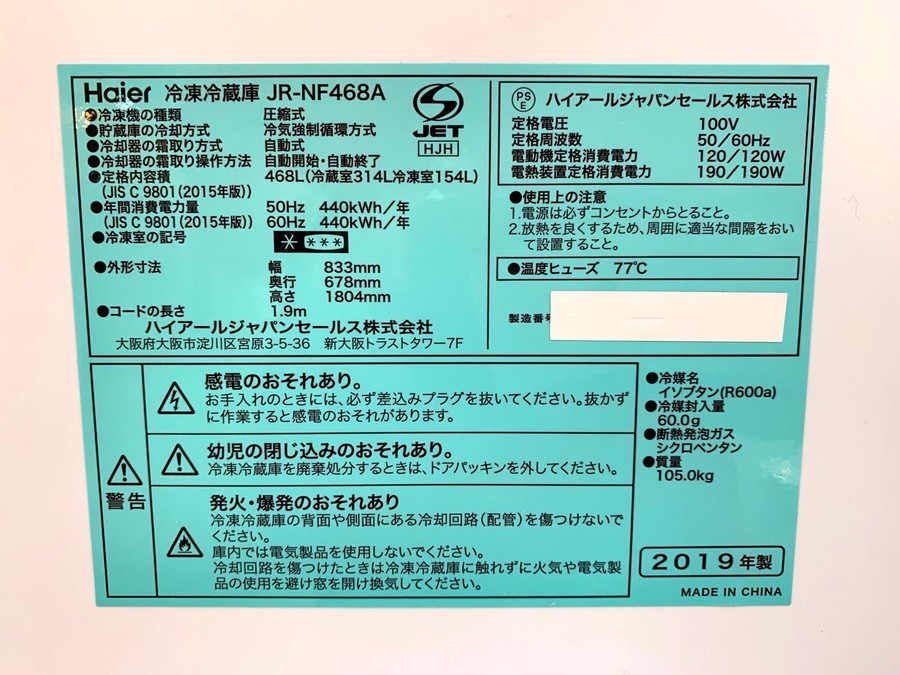 Haier 冷凍冷蔵庫 JR-NF468A
●冷凍機の種類 圧縮式
●貯蔵庫の冷却方式 冷気強制循環方式
●冷却器の霜取り方式 自動式
●冷却器の霜取り操作方法 自動開始・自動終了
●定格内容積 468L(冷蔵室314L冷凍室154L)
(JIS C 9801(2015年版))
●年間消費電力量 50Hz 440kWh/年
(JIS C 9801(2015年版)) 60Hz 440kWh/年
●冷凍室の記号
●外形寸法 幅 833mm
奥行 678mm
高さ 1804mm
●コードの長さ 1.9m
ハイアールジャパンセールス株式会社
大阪府大阪市淀川区宮原3-5-36 新大阪トラストタワー7F
S
JET
HJH
PS
E ハイアールジャパンセールス株式会社
定格電圧 100V
定格周波数 50/60Hz
電動機定格消費電力 120/120W
電熱装置定格消費電力 190/190W
●使用上の注意
1.電源は必ずコンセントからとること。
2.放熱を良くするため、周囲に適当な間隔をおい
て設置すること。
●温度ヒューズ 77℃
製造番号
警告
感電のおそれあり。
お手入れのときには、必ず差込みプラグを抜いてください。抜かず
に作業すると感電のおそれがあります。
幼児の閉じ込みのおそれあり。
冷凍冷蔵庫を廃棄処分するときは、ドアパッキンを外してください。
発火・爆発のおそれあり
冷凍冷蔵庫の背面や側面にある冷却回路(配管)を傷つけないで
ください。
庫内では電気製品を使用しないでください。
冷却回路を傷つけたときは冷凍冷蔵庫に触れずに火気や電気製
品の使用を避け窓を開け換気してください。
●冷媒名
イソブタン(R600a)
●冷媒封入量
60.0g
●断熱発泡ガス
シクロペンタン
●質量
105.0kg
2019年製
MADE IN CHINA